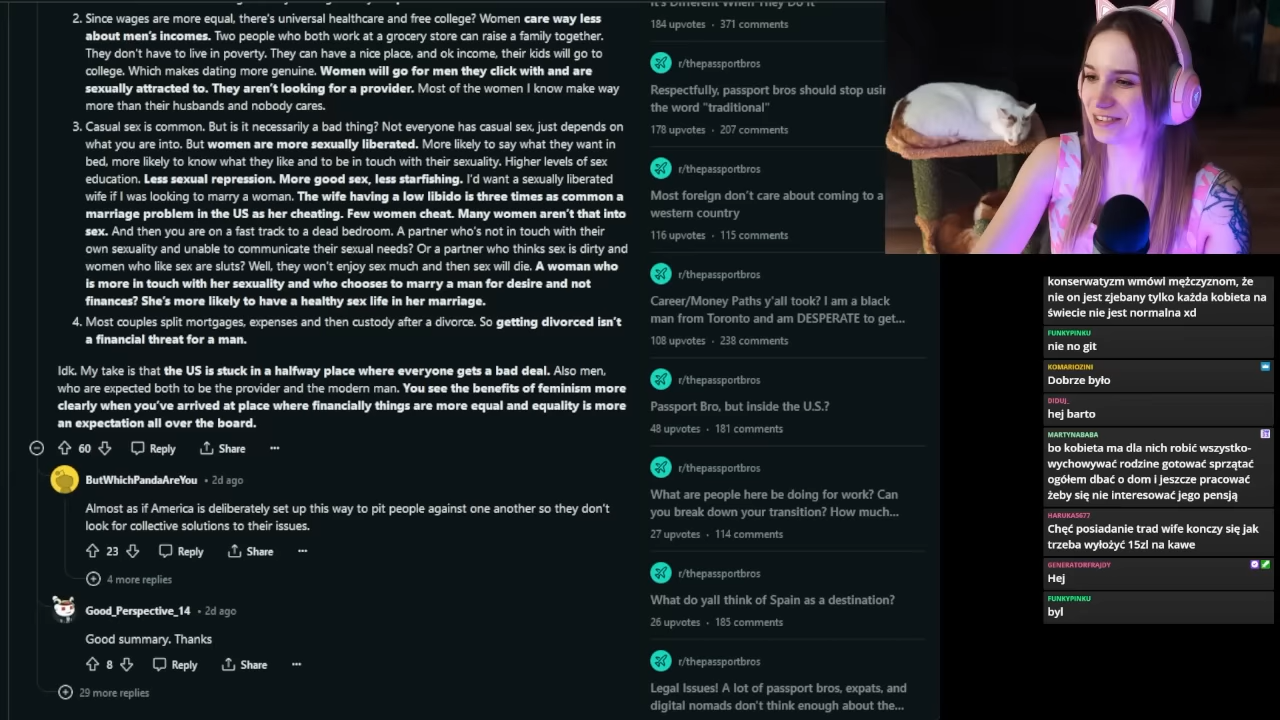 2. Since wages are more equal, there's universal healthcare and free college? Women care way less
about men's incomes. Two people who both work at a grocery store can raise a family together.
They don't have to live in poverty. They can have a nice place, and ok income, their kids will go to
college. Which makes dating more genuine. Women will go for men they click with and are
sexually attracted to. They aren't looking for a provider. Most of the women I know make way
more than their husbands and nobody cares.
3. Casual sex is common. But is it necessarily a bad thing? Not everyone has casual sex, just depends on
what you are into. But women are more sexually liberated. More likely to say what they want in
bed, more likely to know what they like and to be in touch with their sexuality. Higher levels of sex
education. Less sexual repression. More good sex, less starfishing. I'd want a sexually liberated
wife if I was looking to marry a woman. The wife having a low libido is three times as common a
marriage problem in the US as her cheating. Few women cheat. Many women aren't that into
sex. And then you are on a fast track to a dead bedroom. A partner who's not in touch with their
own sexuality and unable to communicate their sexual needs? Or a partner who thinks sex is dirty and
women who like sex are sluts? Well, they won't enjoy sex much and then sex will die. A woman who
is more in touch with her sexuality and who chooses to marry a man for desire and not
finances? She's more likely to have a healthy sex life in her marriage.
4. Most couples split mortgages, expenses and then custody after a divorce. So getting divorced isn't
a financial threat for a man.
Idk. My take is that the US is stuck in a halfway place where everyone gets a bad deal. Also men,
who are expected both to be the provider and the modern man. You see the benefits of feminism more
clearly when you've arrived at place where financially things are more equal and equality is more
an expectation all over the board.
60 Reply Share ...
ButWhichPandaAreYou • 2d ago
Almost as if America is deliberately set up this way to pit people against one another so they don't
look for collective solutions to their issues.
23 Reply Share ...
4 more replies
Good_Perspective_14 • 2d ago
Good summary. Thanks
8 Reply Share ...
29 more replies
It's Different When They Do It
184 upvotes · 371 comments
r/thepassportbros
Respectfully, passport bros should stop usin
the word "traditional"
178 upvotes · 207 comments
r/thepassportbros
Most foreign don't care about coming to a
western country
116 upvotes · 115 comments
r/thepassportbros
Career/Money Paths y'all took? I am a black
man from Toronto and am DESPERATE to get...
108 upvotes · 238 comments
r/thepassportbros
Passport Bro, but inside the U.S.?
48 upvotes · 181 comments
r/thepassportbros
What are people here be doing for work? Can
you break down your transition? How much...
27 upvotes · 114 comments
r/thepassportbros
What do yall think of Spain as a destination?
26 upvotes · 185 comments
r/thepassportbros
Legal Issues! A lot of passport bros, expats, and
digital nomads don't think enough about the...
konserwatyzm wmówi mężczyznom, że
nie on jest zjebany tylko każda kobieta na
świecie nie jest normalna xd
FUNKYPINKU
nie no git
KOMARIOZINI
Dobrze było
DIDUJ_
hej barto
MARTYNABABA
bo kobieta ma dla nich robić wszystko-
wychowywać rodzine gotować sprzątać
ogółem dbać o dom i jeszcze pracować
żeby się nie interesować jego pensją
HARUKA5677
Chęć posiadanie trad wife konczy się jak
trzeba wyłożyć 15zl na kawe
GENERATORFRAJDY
Hej
FUNKYPINKU
byl